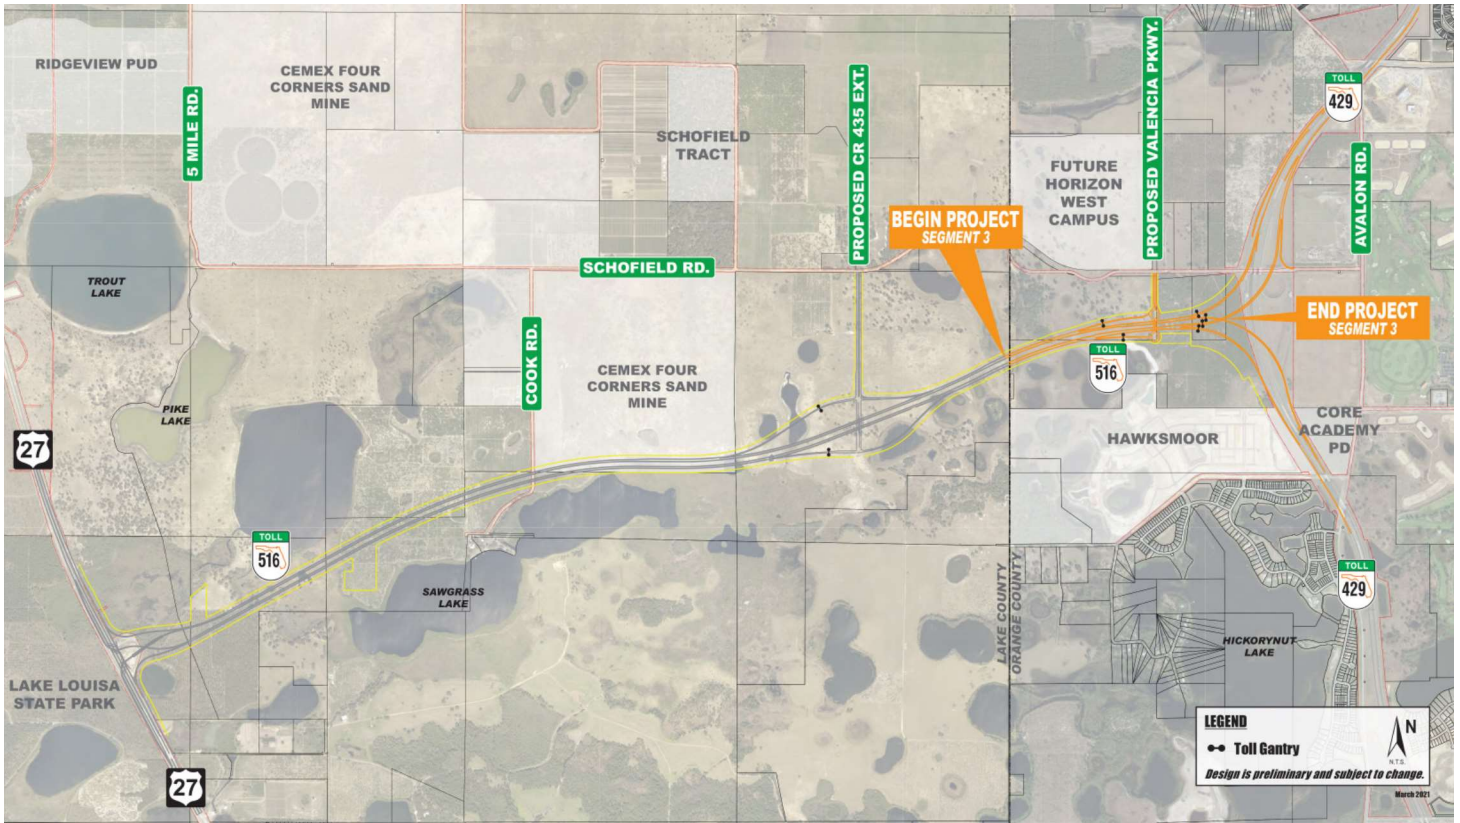 RIDGEVIEW PUD
5 MILE RD.
CEMEX FOUR
CORNERS SAND
MINE
SCHOFIELD
TRACT
PROPOSED CR 435 EXT.
BEGIN PROJECT
SEGMENT 3
FUTURE
HORIZON
WEST
CAMPUS
PROPOSED VALENCIA PKWY.
TOLL
429
AVALON RD.
TROUT
LAKE
SCHOFIELD RD.
END PROJECT
SEGMENT 3
COOK RD.
CEMEX FOUR
CORNERS SAND
MINE
TOLL
516
PIKE
LAKE
27
HAWKSMOOR
CORE
ACADEMY
PD
TOLL
516
SAWGRASS
LAKE
LAKE COUNTY
ORANGE COUNTY
TOLL
429
HICKORYNUT
LAKE
LAKE LOUISA
STATE PARK
27
LEGEND
Toll Gantry
N
N.T.S.
Design is preliminary and subject to change.
March 2021